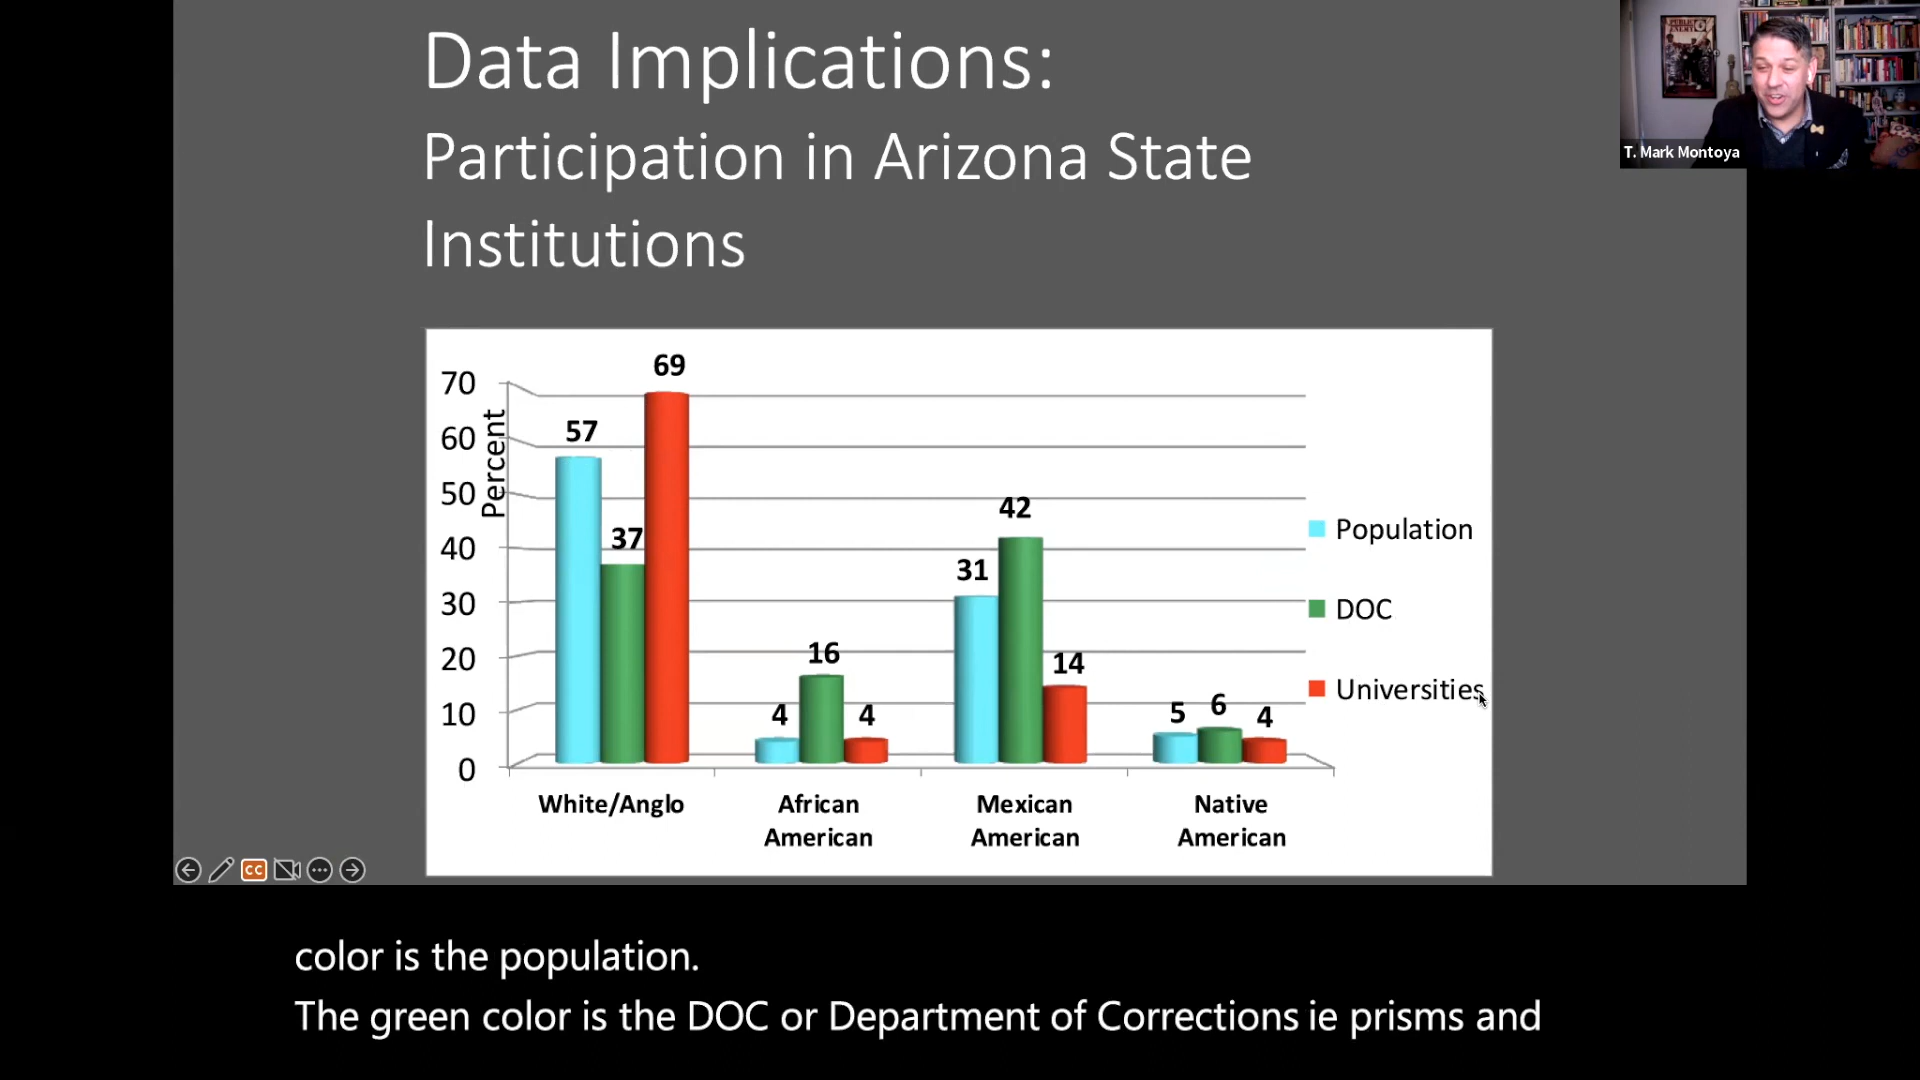 Data Implications:
Participation in Arizona State
Institutions
PUBLIC
ENEMY
T. Mark Montoya
Percent
70
60
50
40
30
20
10
0
57
37
69
4
16
4
31
42
14
5
6
4
White/Anglo
African
American
Mexican
American
Native
American
Population
DOC
Universities
CC
color is the population.
The green color is the DOC or Department of Corrections ie prisms and